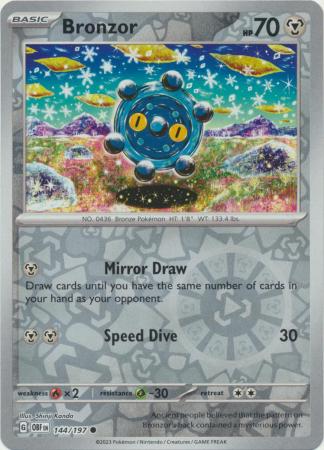 BASIC
Bronzor
HP 70
NO. 0436 Bronze Pokémon HT: 1'8" WT: 133.4 lbs.
Mirror Draw
Draw cards until you have the same number of cards in
your hand as your opponent.
Speed Dive 30
weakness ×2 resistance -30 retreat
Illus. Shiny Kanda
G OBF EN 144/197
Ancient people believed that the pattern on
Bronzor's back contained a mysterious power.
©2023 Pokémon / Nintendo / Creatures / GAME FREAK